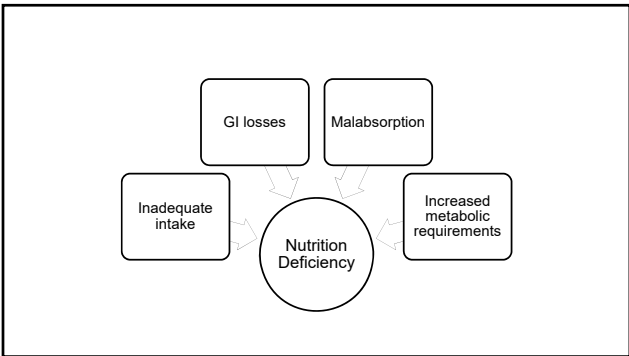 GI losses
Malabsorption
Inadequate
intake
Increased
metabolic
requirements
Nutrition
Deficiency